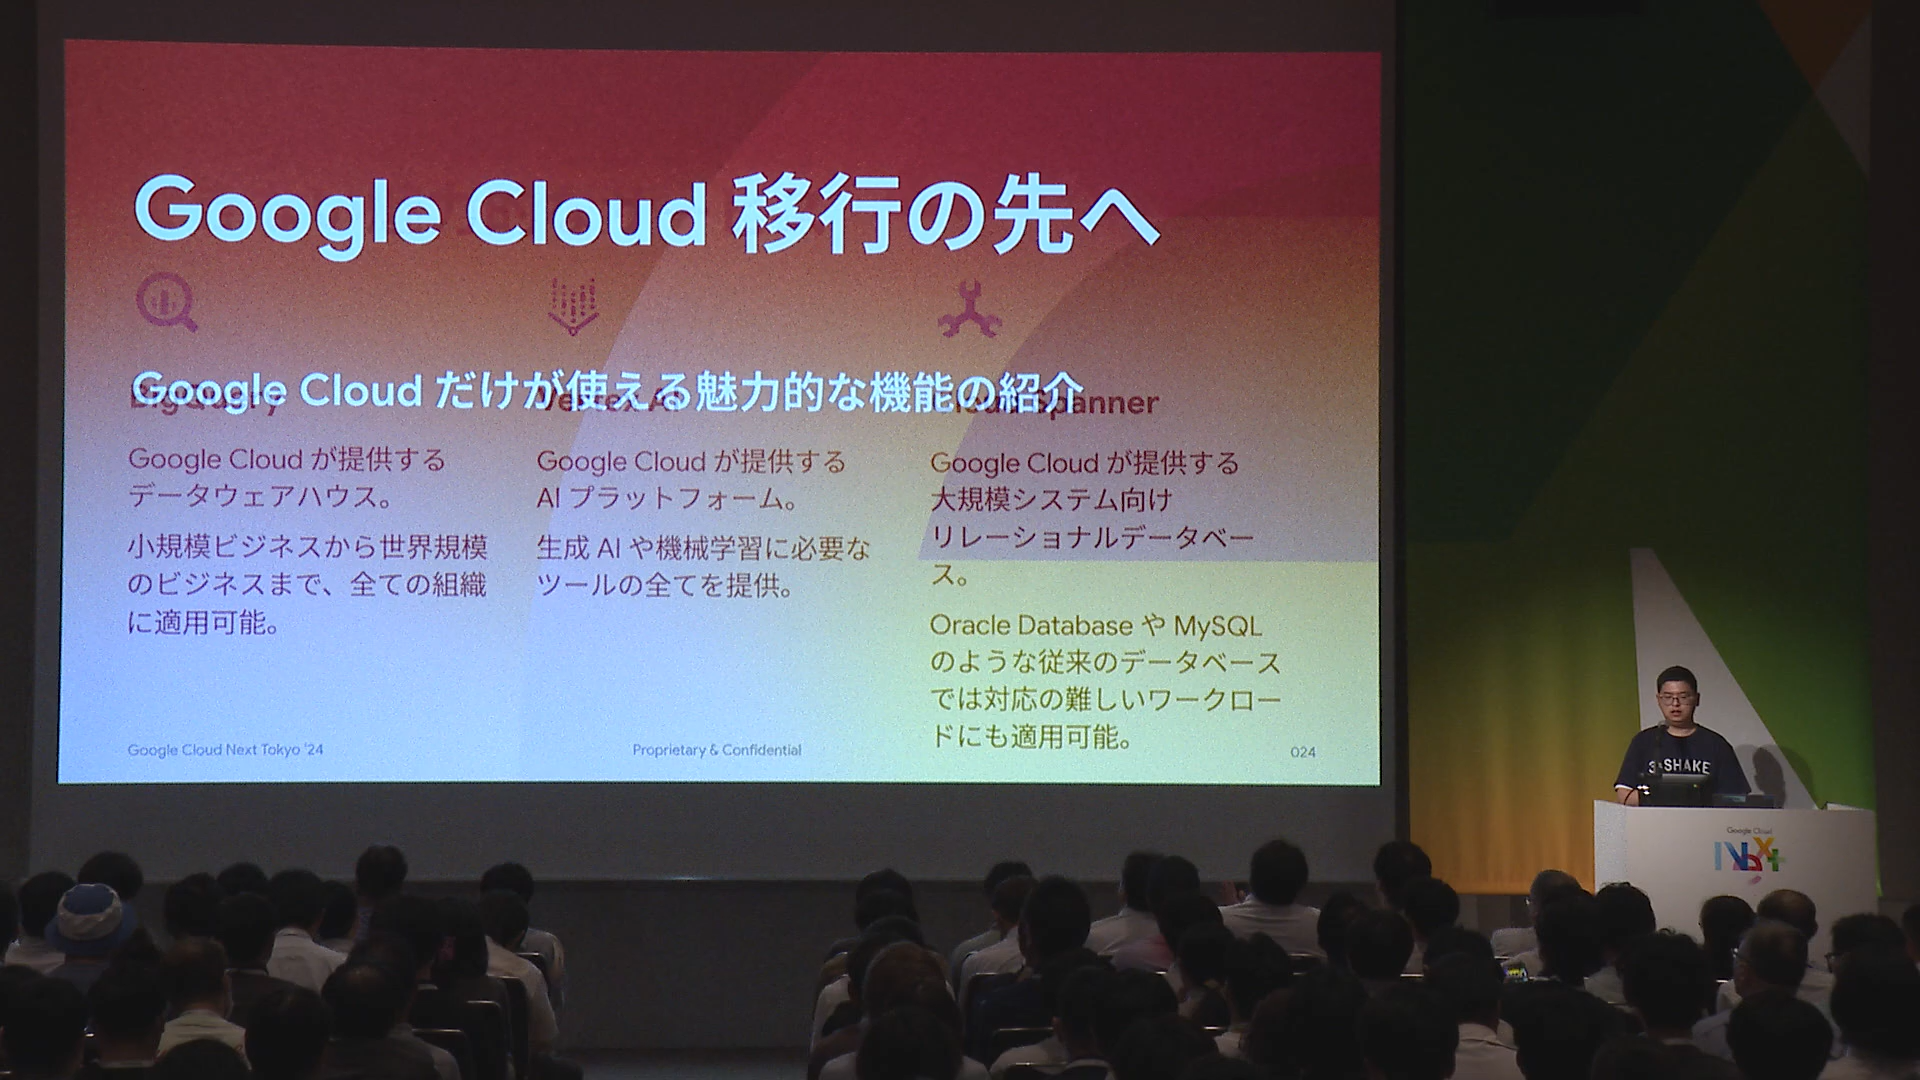 Google Cloud 移行の先へ
Google Cloud だけが使える魅力的な機能の紹介
BigQuery
Vertex AI
Cloud Spanner
Google Cloud が提供する
データウェアハウス。
小規模ビジネスから世界規模
のビジネスまで、全ての組織
に適用可能。
Google Cloud が提供する
AI プラットフォーム。
生成 AI や機械学習に必要な
ツールの全てを提供。
Google Cloud が提供する
大規模システム向け
リレーショナルデータベー
ス。
Oracle Database や MySQL
のような従来のデータベース
では対応の難しいワークロー
ドにも適用可能。
Google Cloud Next Tokyo '24
Proprietary & Confidential
024
3-SHAKE
Google Cloud
Next